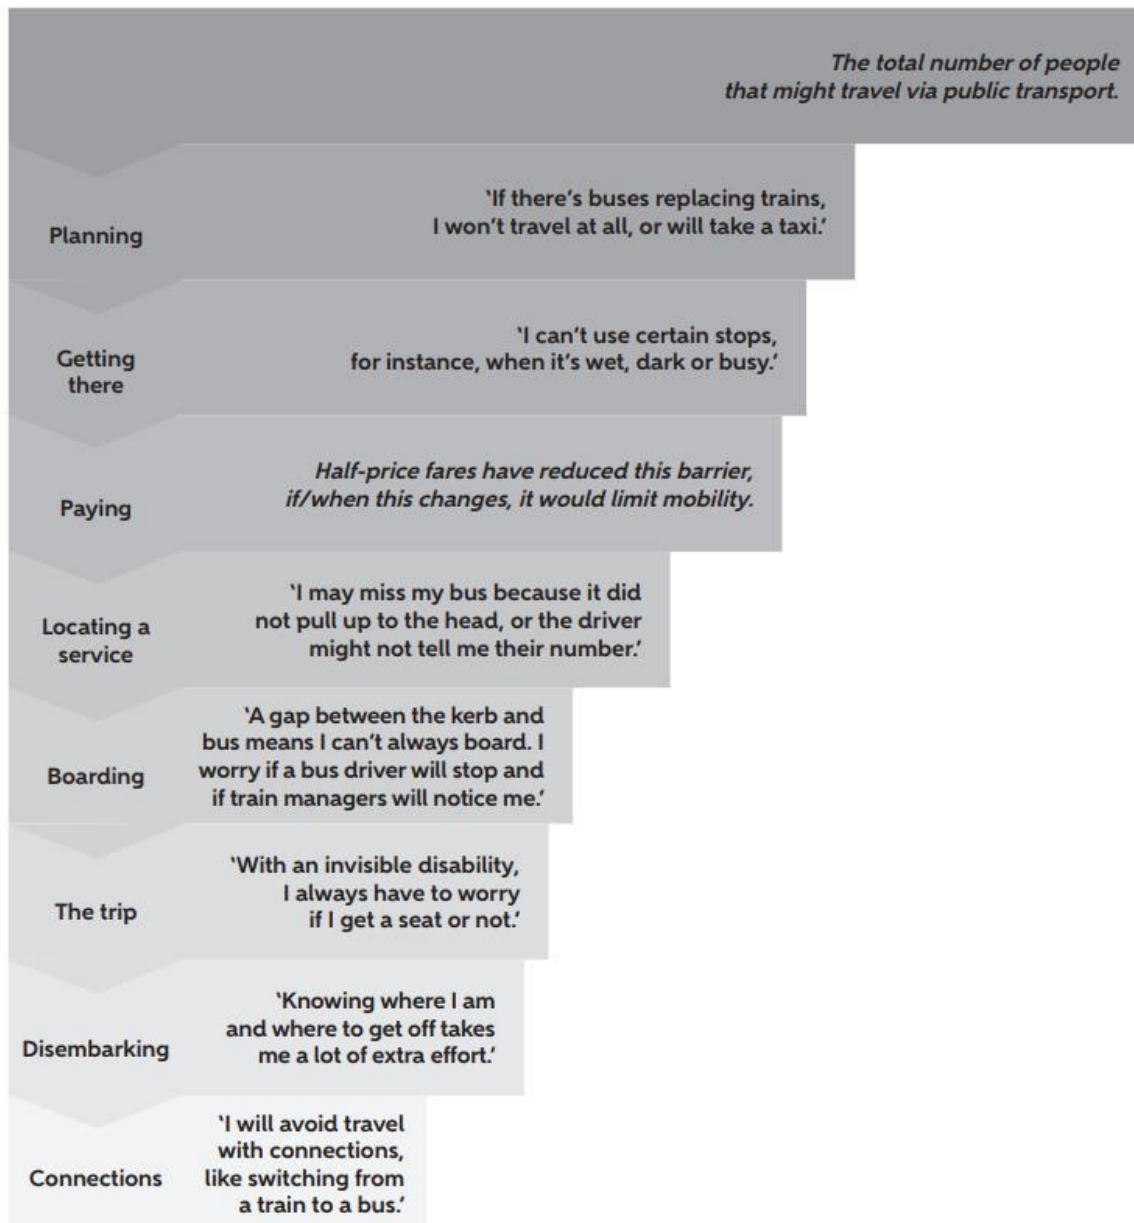 The total number of people
that might travel via public transport.
Planning
‘If there’s buses replacing trains,
I won’t travel at all, or will take a taxi.’
Getting
there
‘I can’t use certain stops,
for instance, when it’s wet, dark or busy.’
Paying
Half-price fares have reduced this barrier,
if/when this changes, it would limit mobility.
Locating a
service
‘I may miss my bus because it did
not pull up to the head, or the driver
might not tell me their number.’
Boarding
‘A gap between the kerb and
bus means I can’t always board. I
worry if a bus driver will stop and
if train managers will notice me.’
The trip
‘With an invisible disability,
I always have to worry
if I get a seat or not.’
Disembarking
‘Knowing where I am
and where to get off takes
me a lot of extra effort.’
Connections
‘I will avoid travel
with connections,
like switching from
a train to a bus.’